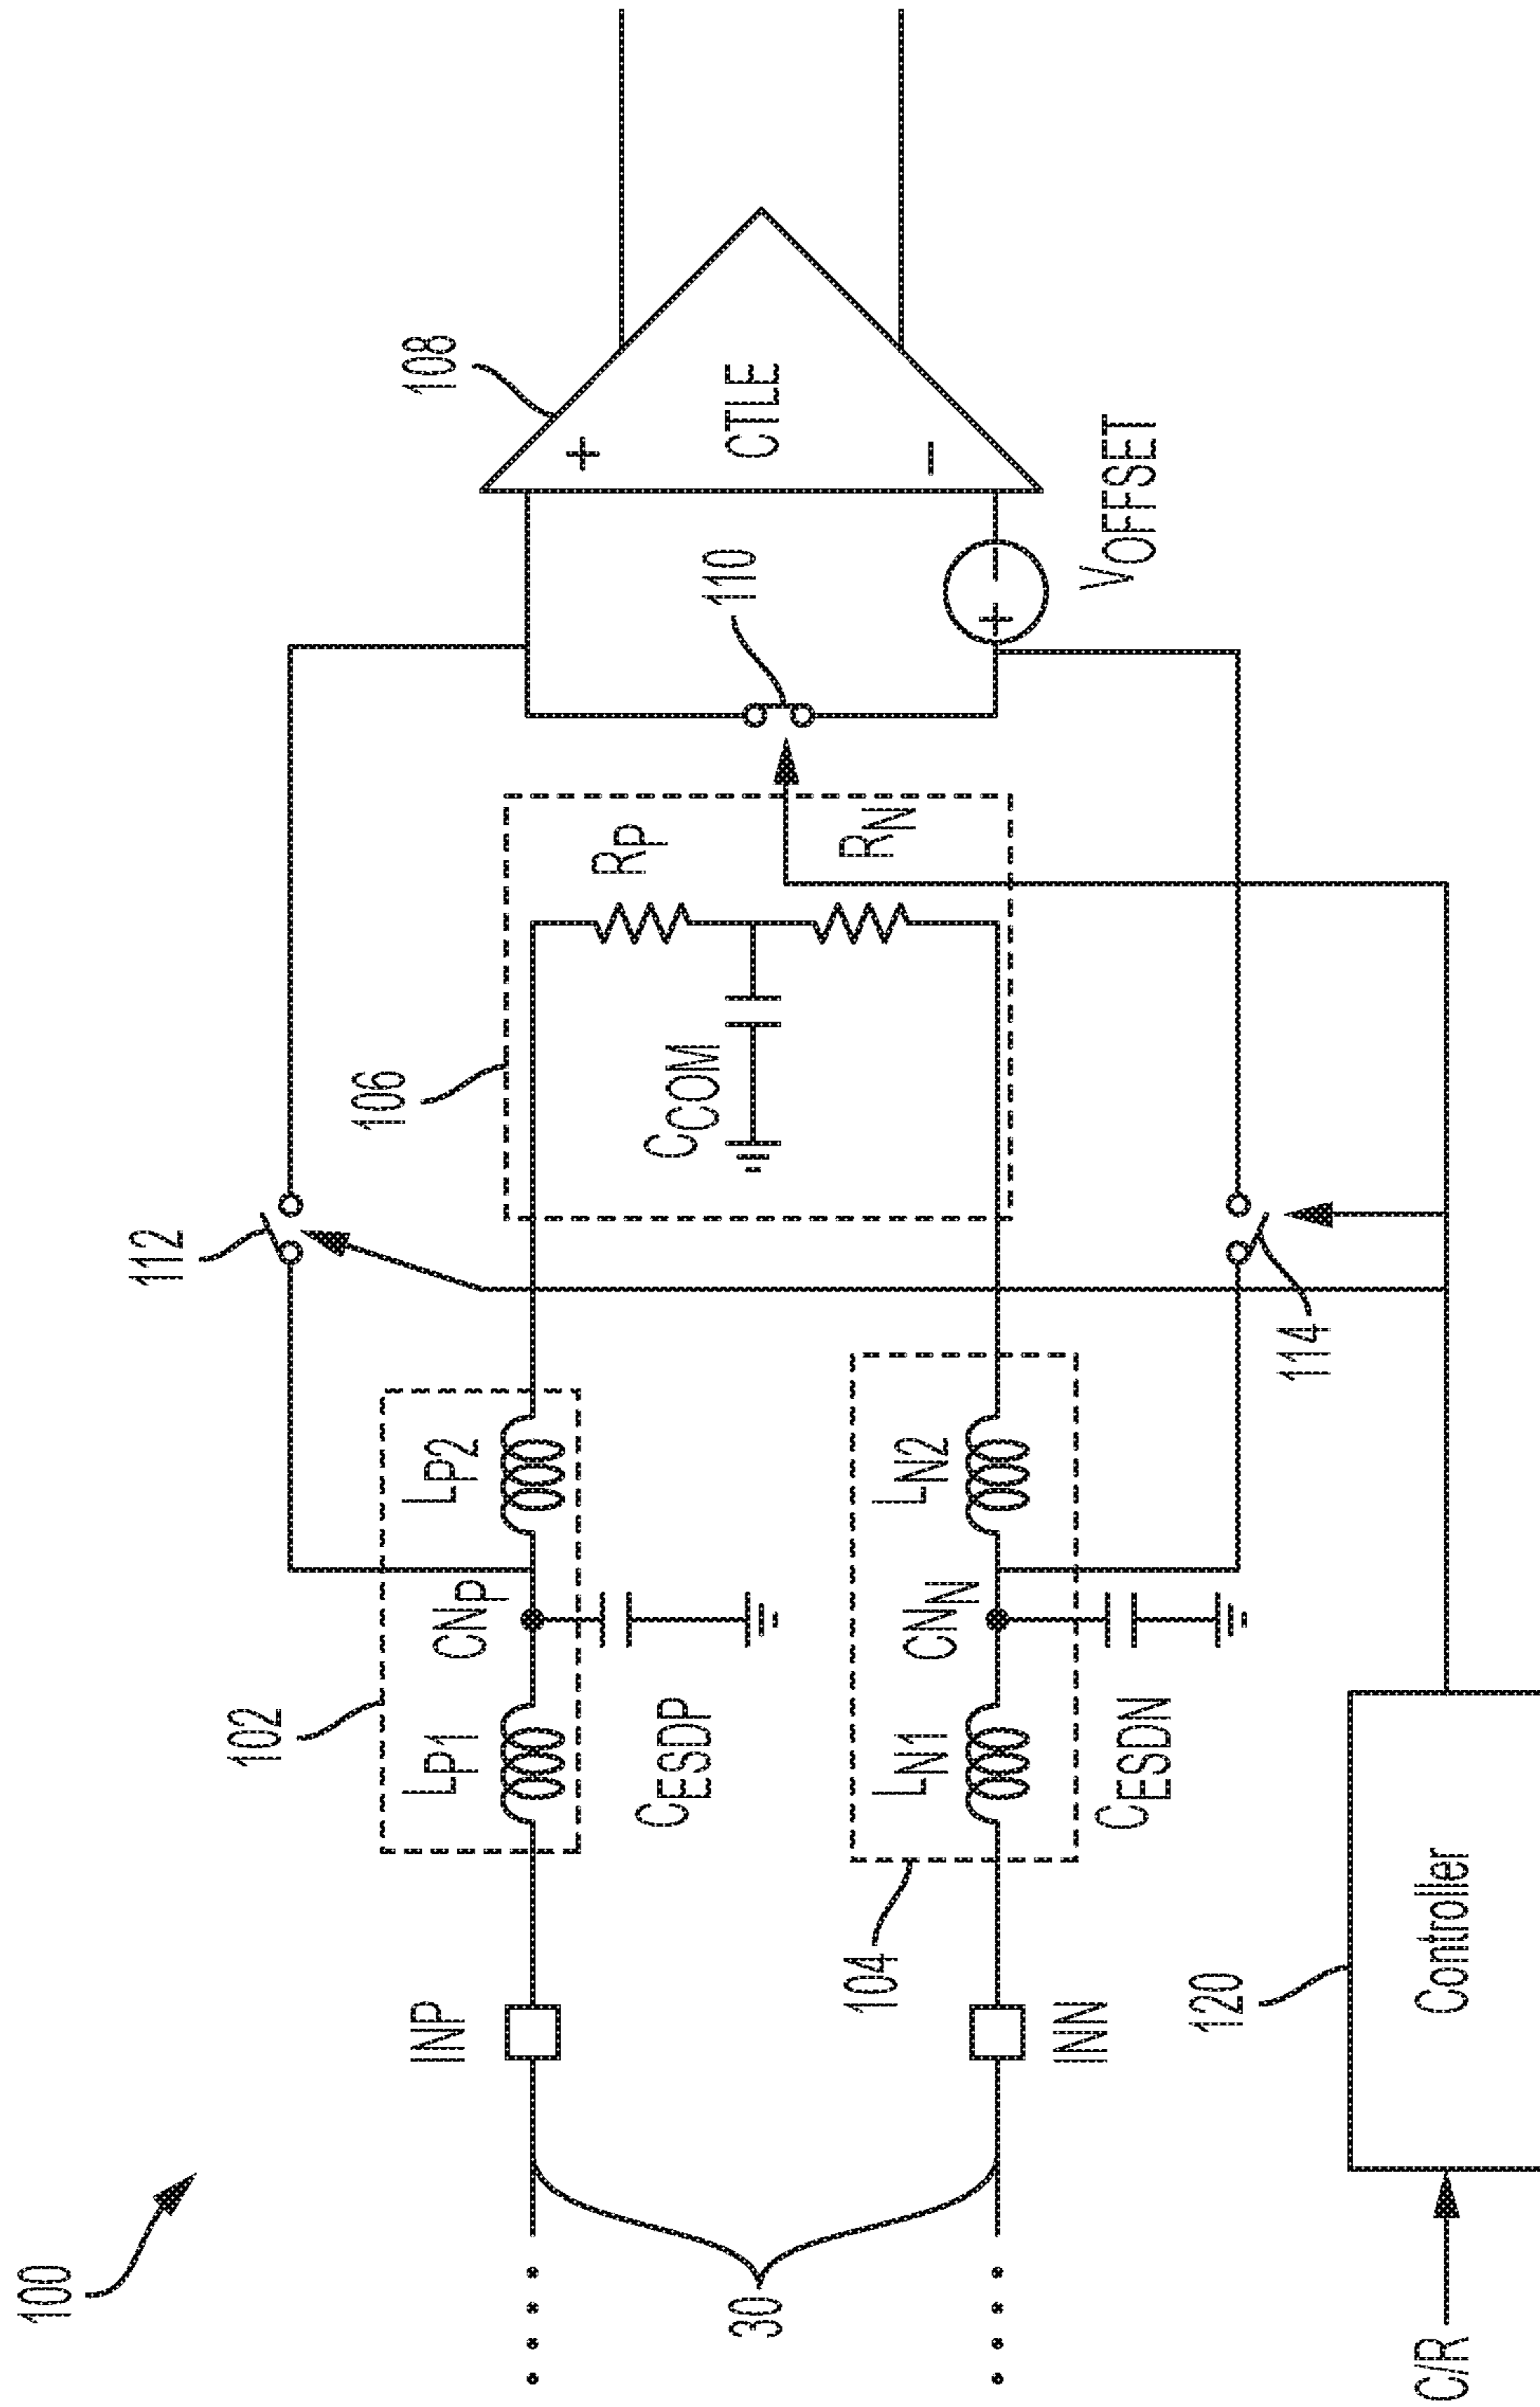 100
30
INP
INN
102
LP1
CNP
LP2
CESDP
104
LN1
CNN
LN2
CESDN
112
114
106
CCOM
RP
RN
110
VOFFSET
108
+
CTLE
−
+
−
120
Controller
C/R